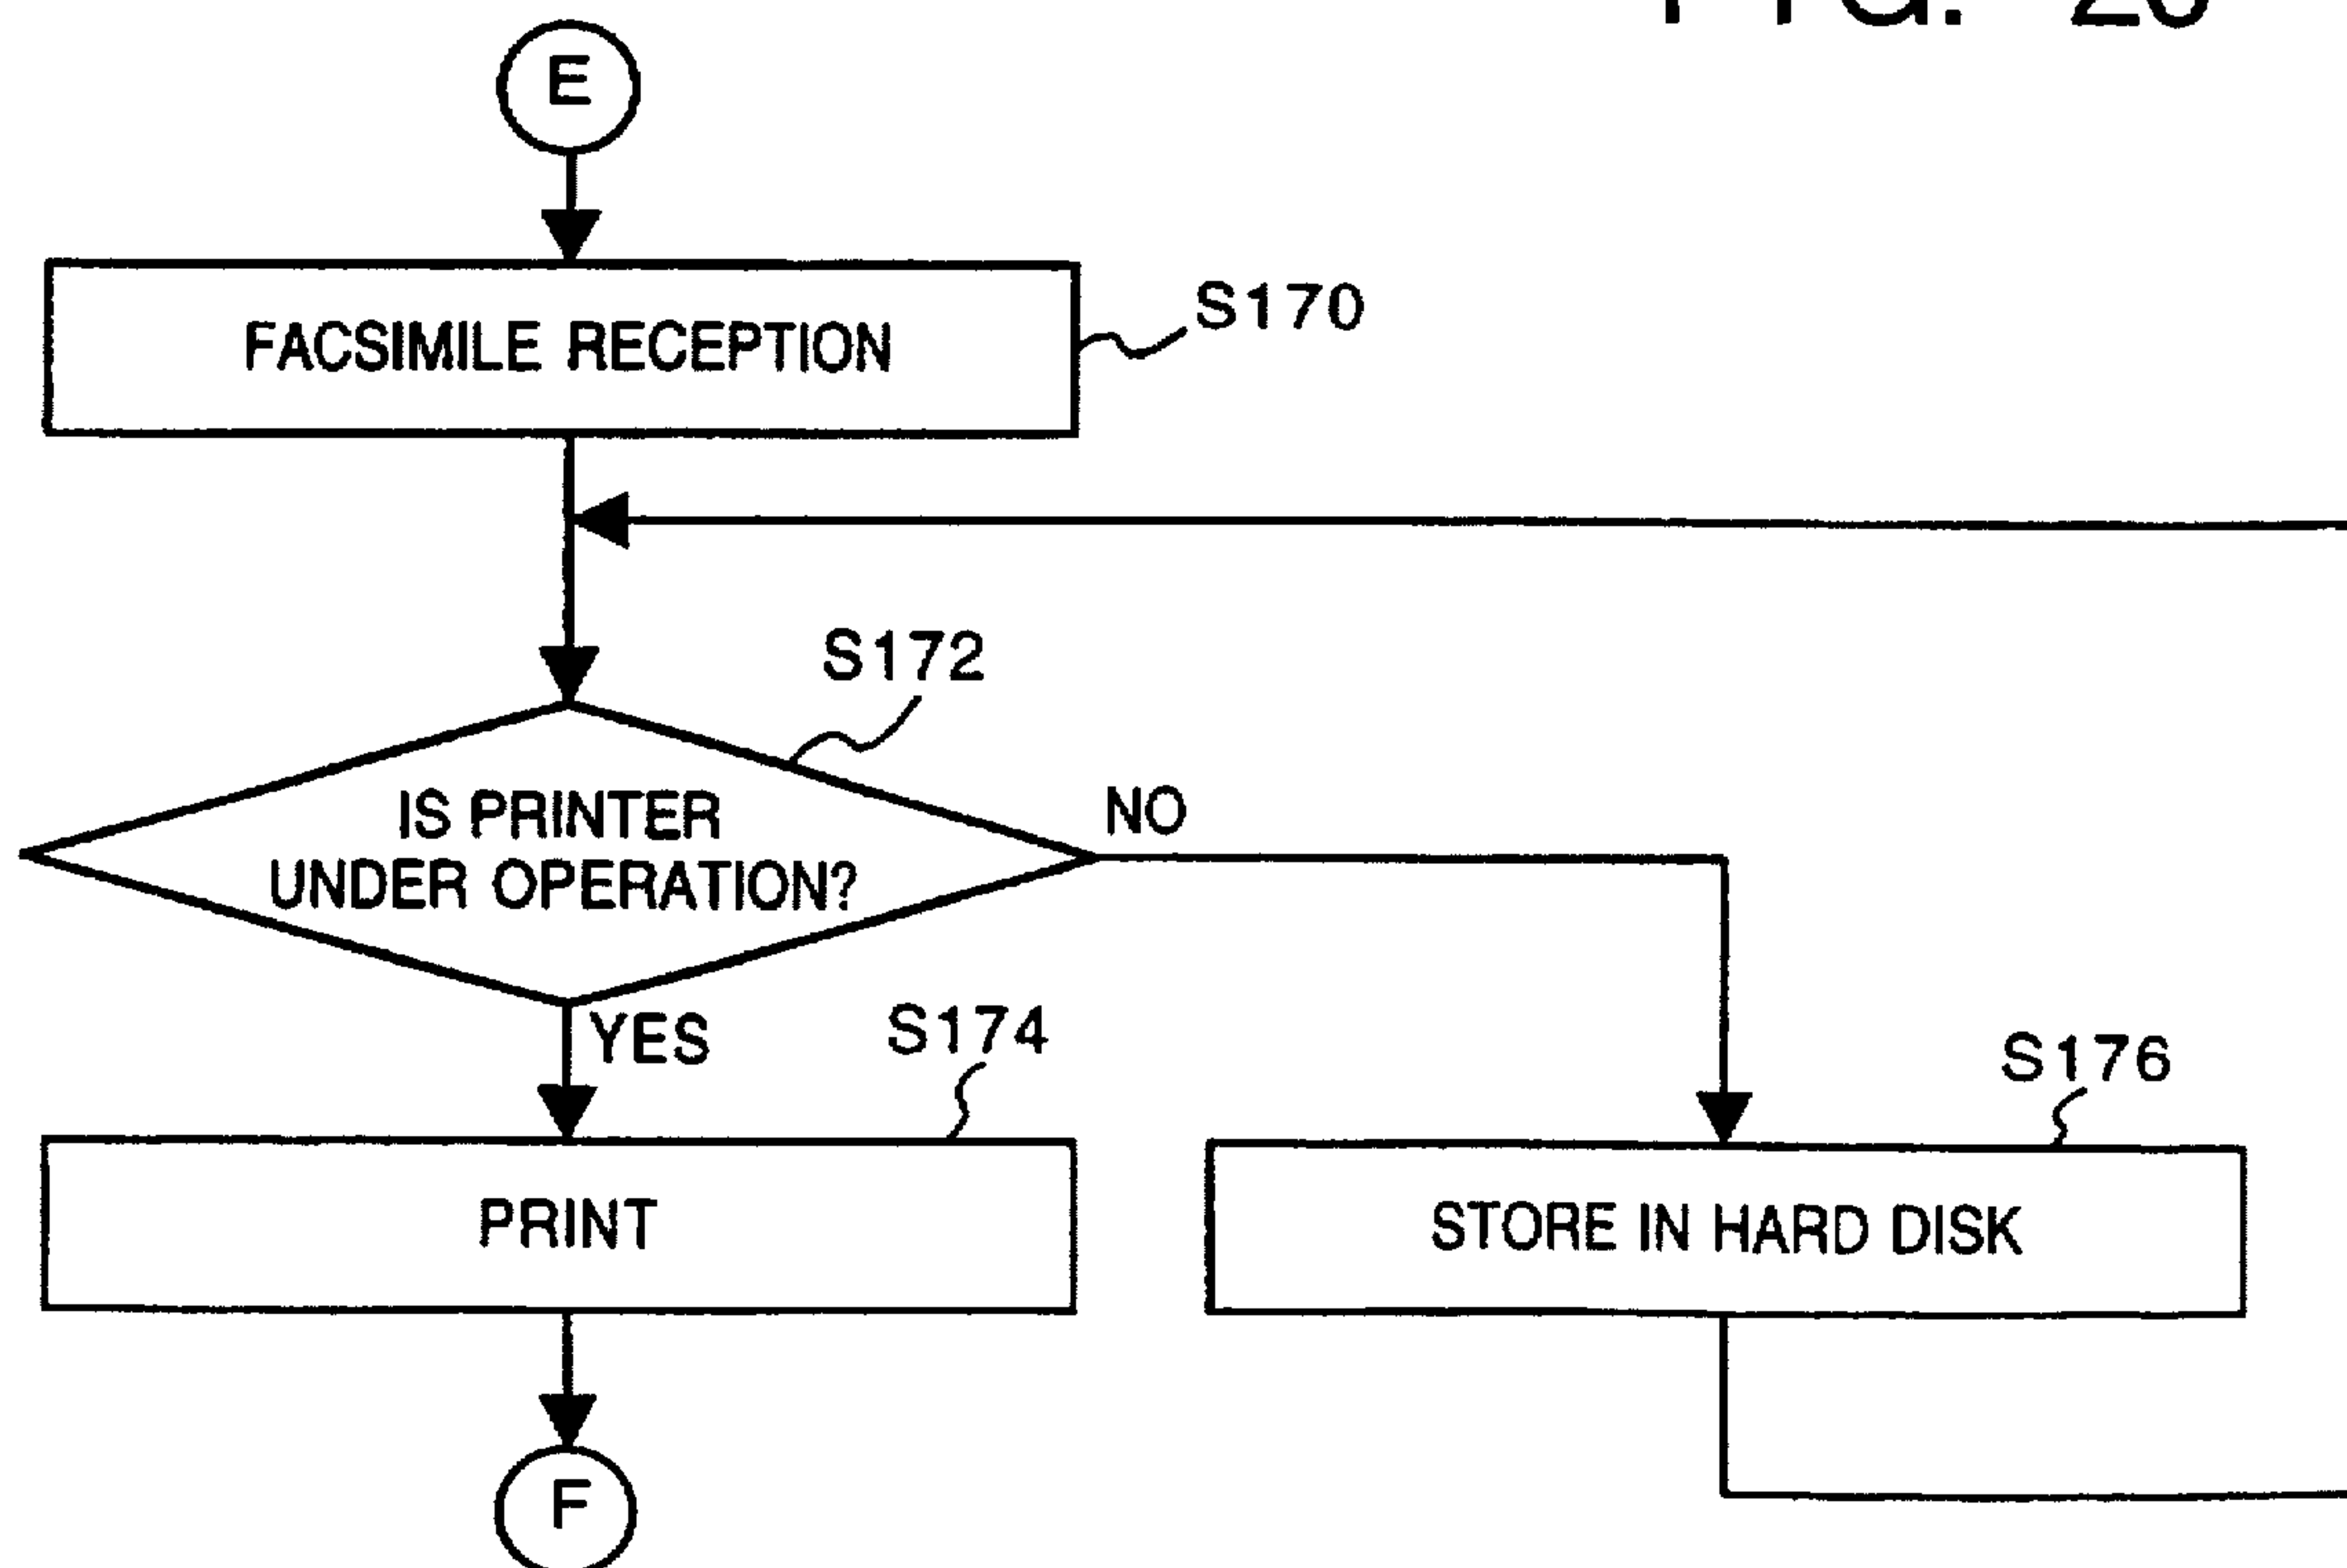 E
FACSIMILE RECEPTION
S170
S172
IS PRINTER
UNDER OPERATION?
NO
YES
S174
S176
PRINT
STORE IN HARD DISK
F